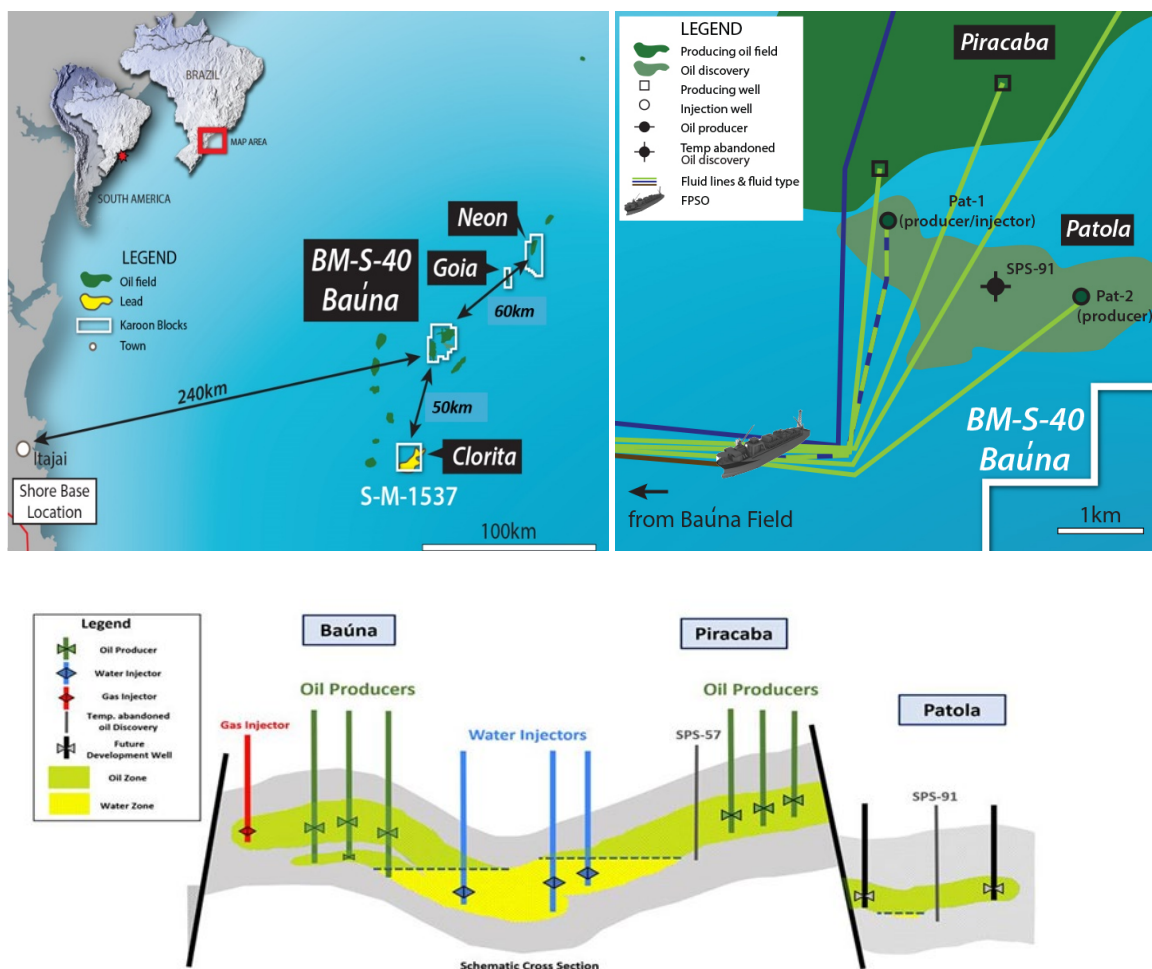 BRAZIL
MAP AREA
SOUTH AMERICA
LEGEND
Oil field
Lead
Karoon Blocks
Town
Neon
BM-S-40
Baúna
Goia
60km
240km
50km
Itajai
Clorita
S-M-1537
Shore Base
Location
100km
LEGEND
Producing oil field
Oil discovery
Producing well
Injection well
Oil producer
Temp abandoned
Oil discovery
Fluid lines & fluid type
FPSO
Piracaba
Pat-1
(producer/injector)
Patola
SPS-91
Pat-2
(producer)
BM-S-40
Baúna
from Baúna Field
1km
Legend
Oil Producer
Water Injector
Gas Injector
Temp. abandoned
oil Discovery
Future
Development Well
Oil Zone
Water Zone
Baúna
Piracaba
Oil Producers
Oil Producers
Patola
Gas Injector
Water Injectors
SPS-57
SPS-91
Schematic Cross Section